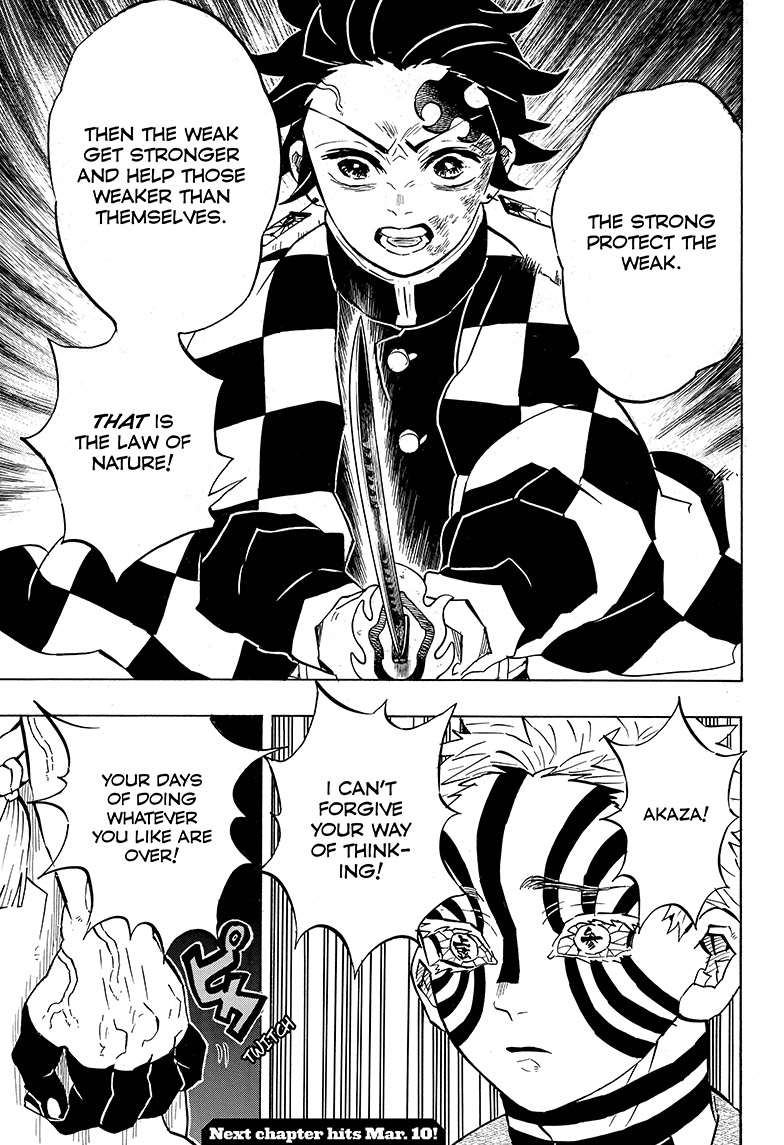 THE STRONG
PROTECT THE
WEAK.
THEN THE WEAK
GET STRONGER
AND HELP THOSE
WEAKER THAN
THEMSELVES.
THAT IS
THE LAW OF
NATURE!
AKAZA!
I CAN'T
FORGIVE
YOUR WAY
OF THINK-
ING!
YOUR DAYS
OF DOING
WHATEVER
YOU LIKE ARE
OVER!
TWITCH
Next chapter hits Mar. 10!